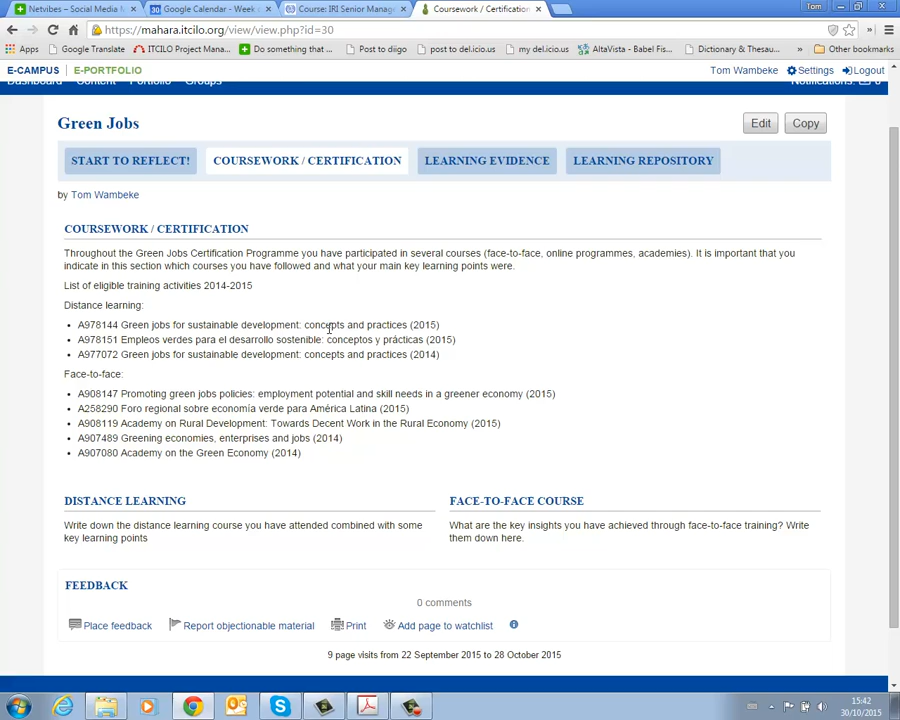 Netvibes – Social Media M
Google Calendar - Week o
Course: IRI Senior Manage
Coursework / Certification
Tom
https://mahara.itcilo.org/view/view.php?id=30
Apps
Google Translate
ITCILO Project Mana...
Do something that ...
Post to diigo
post to del.icio.us
my del.icio.us
AltaVista - Babel Fis...
Dictionary & Thesau...
»
Other bookmarks
E-CAMPUS
E-PORTFOLIO
Tom Wambeke
Settings
Logout
Dashboard
Content
Portfolio
Groups
Notifications:
Green Jobs
Edit
Copy
START TO REFLECT!
COURSEWORK / CERTIFICATION
LEARNING EVIDENCE
LEARNING REPOSITORY
by Tom Wambeke
COURSEWORK / CERTIFICATION
Throughout the Green Jobs Certification Programme you have participated in several courses (face-to-face, online programmes, academies). It is important that you
indicate in this section which courses you have followed and what your main key learning points were.
List of eligible training activities 2014-2015
Distance learning:
• A978144 Green jobs for sustainable development: concepts and practices (2015)
• A978151 Empleos verdes para el desarrollo sostenible: conceptos y prácticas (2015)
• A977072 Green jobs for sustainable development: concepts and practices (2014)
Face-to-face:
• A908147 Promoting green jobs policies: employment potential and skill needs in a greener economy (2015)
• A258290 Foro regional sobre economía verde para América Latina (2015)
• A908119 Academy on Rural Development: Towards Decent Work in the Rural Economy (2015)
• A907489 Greening economies, enterprises and jobs (2014)
• A907080 Academy on the Green Economy (2014)
DISTANCE LEARNING
Write down the distance learning course you have attended combined with some
key learning points
FACE-TO-FACE COURSE
What are the key insights you have achieved through face-to-face training? Write
them down here.
FEEDBACK
0 comments
Place feedback
Report objectionable material
Print
Add page to watchlist
9 page visits from 22 September 2015 to 28 October 2015
15:42
30/10/2015